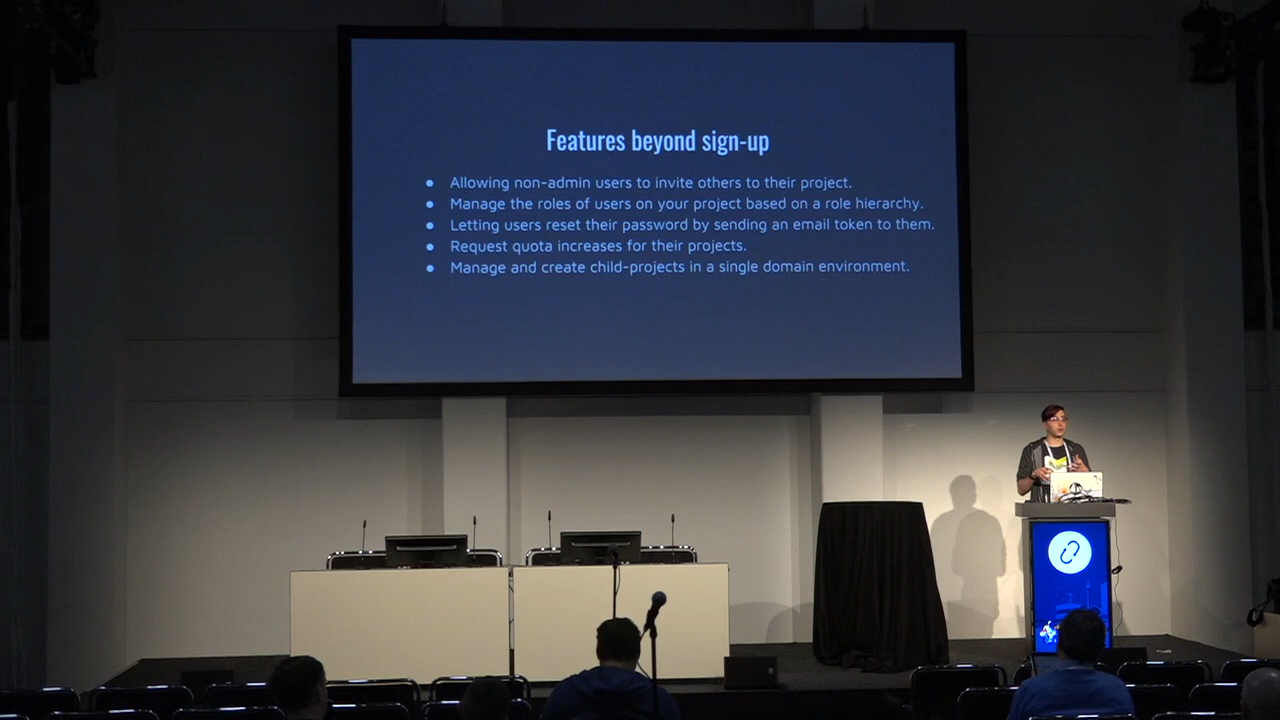 Features beyond sign-up
● Allowing non-admin users to invite others to their project.
● Manage the roles of users on your project based on a role hierarchy.
● Letting users reset their password by sending an email token to them.
● Request quota increases for their projects.
● Manage and create child-projects in a single domain environment.